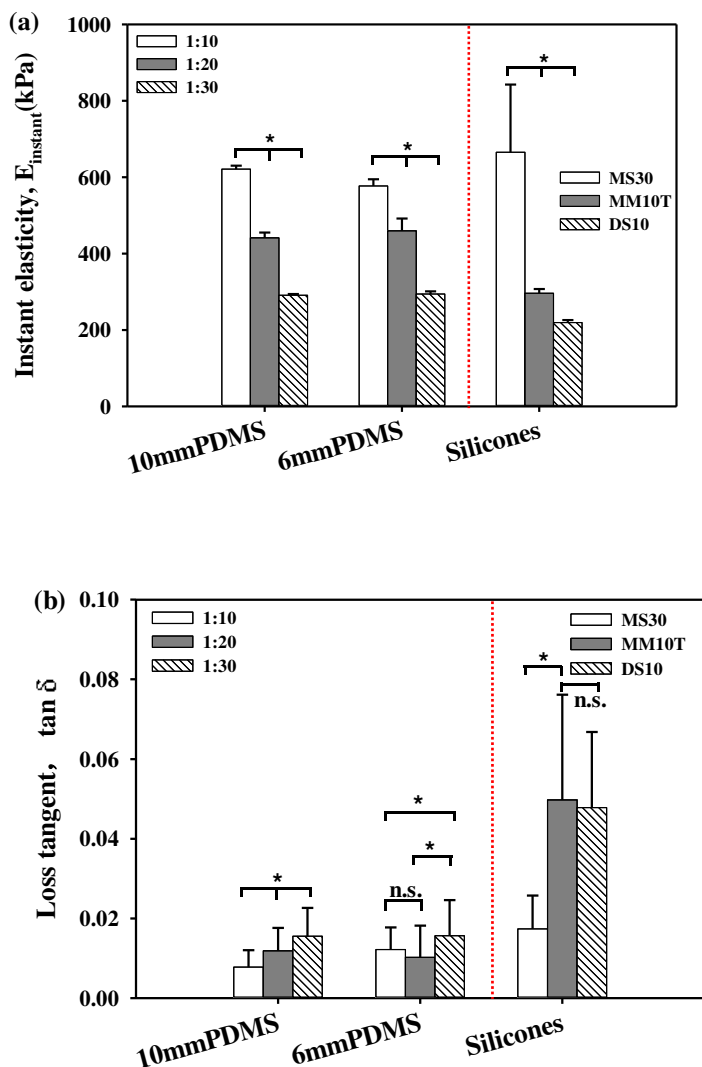 (a)
1000
800
600
400
200
0
Instant elasticity, E_instant(kPa)
1:10
1:20
1:30
*
*
*
MS30
MM10T
DS10
10mmPDMS
6mmPDMS
Silicones
(b)
0.10
0.08
0.06
0.04
0.02
0.00
Loss tangent, tan δ
1:10
1:20
1:30
MS30
MM10T
DS10
*
n.s.
*
*
n.s.
*
10mmPDMS
6mmPDMS
Silicones